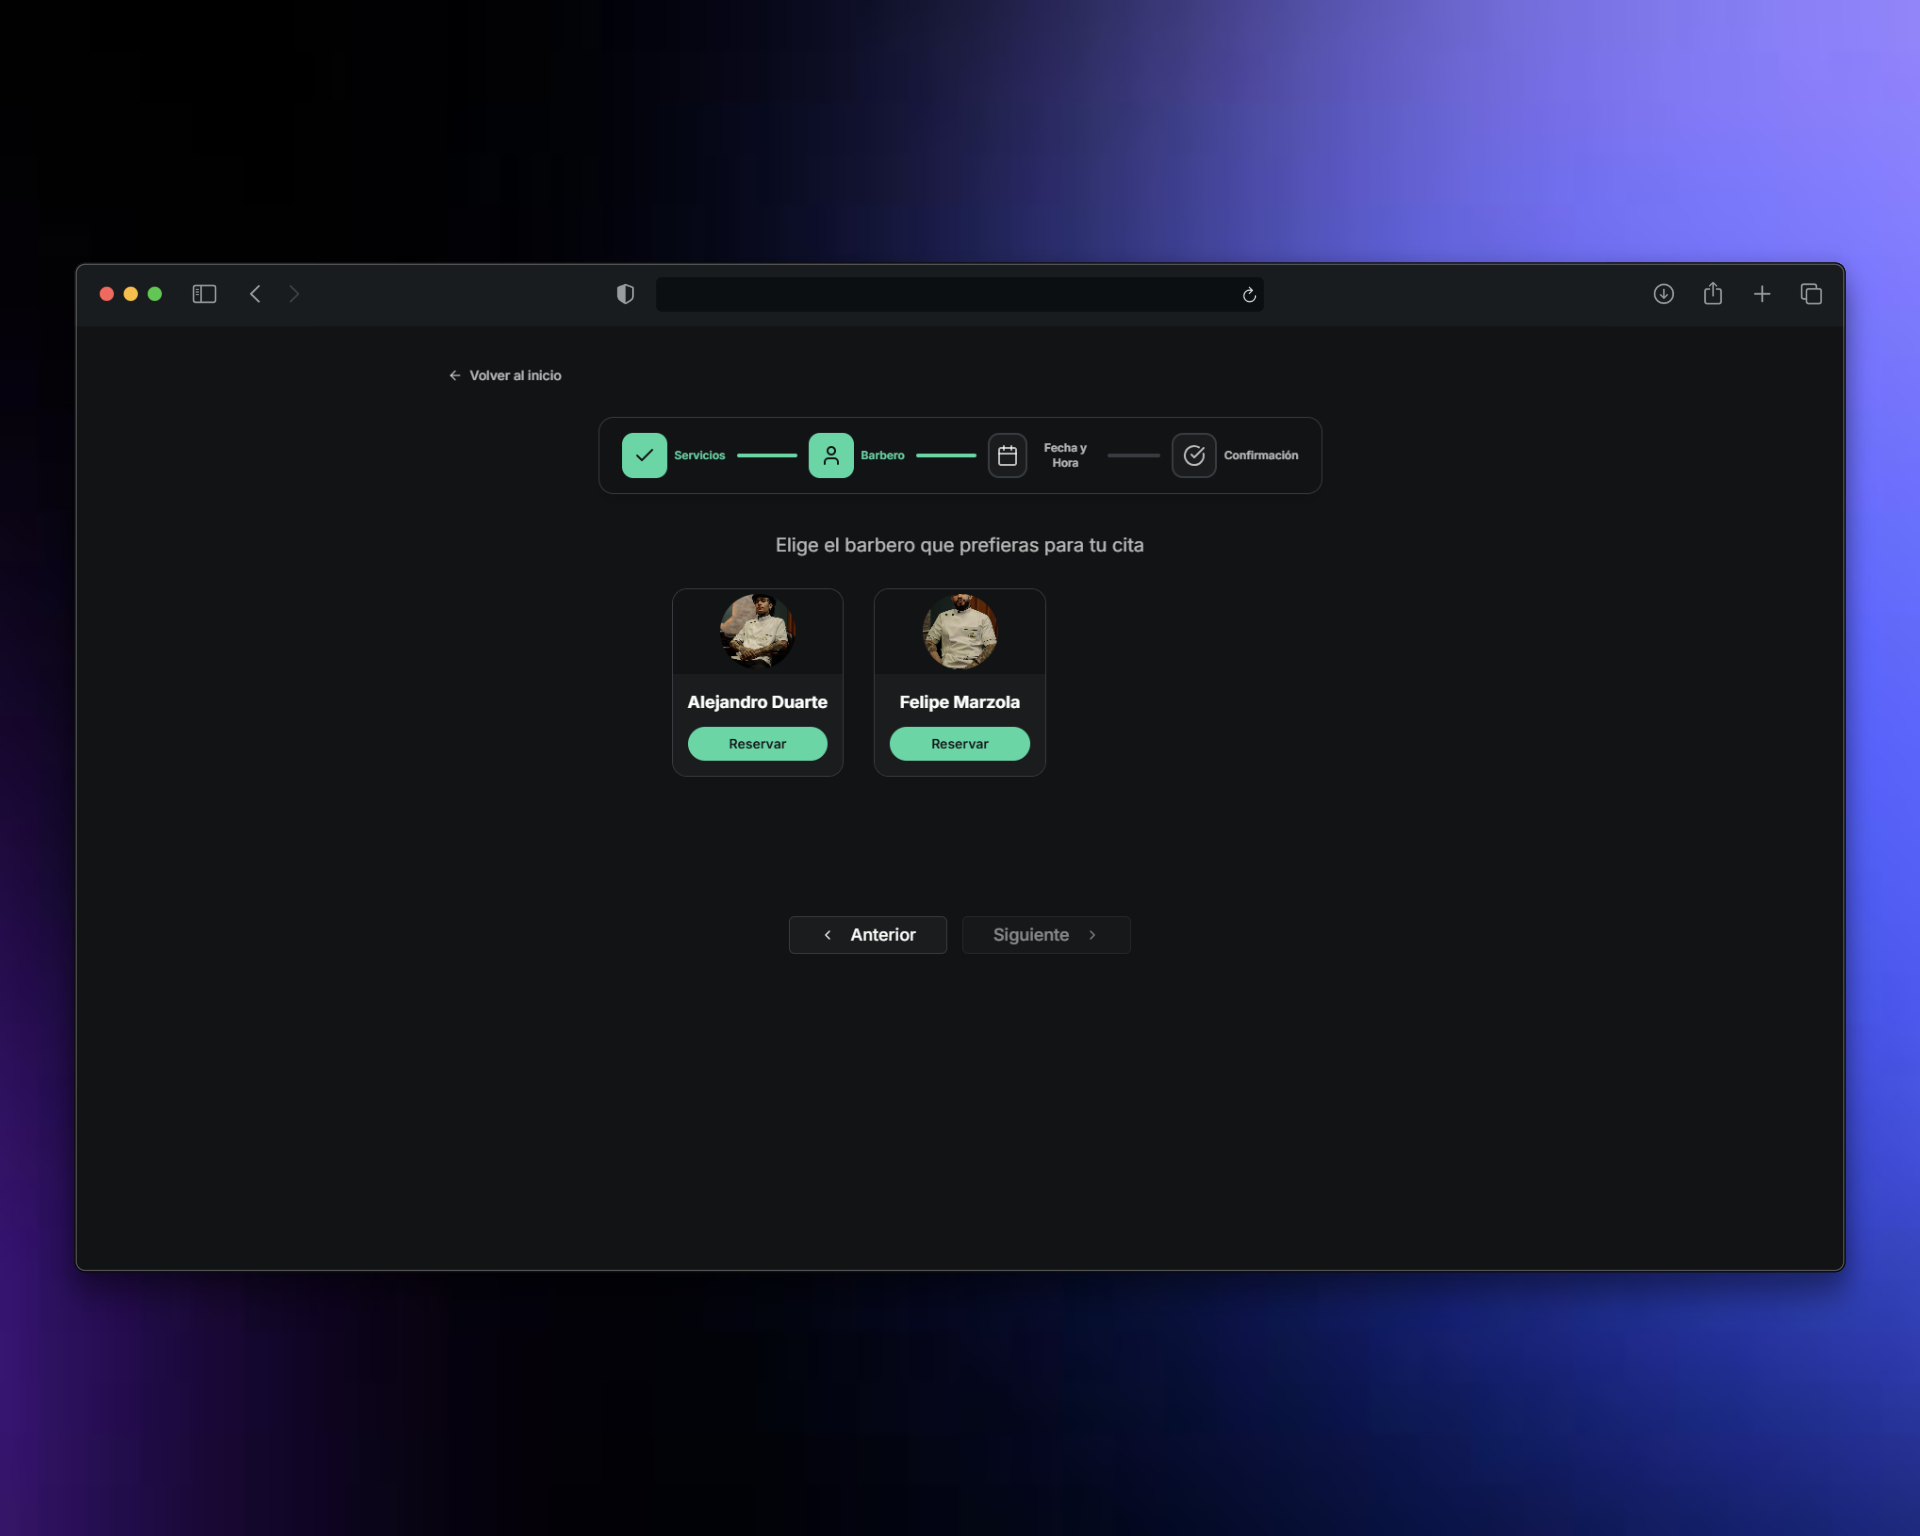 Volver al inicio
Servicios
Barbero
Fecha y
Hora
Confirmación
Elige el barbero que prefieras para tu cita
Alejandro Duarte
Reservar
Felipe Marzola
Reservar
Anterior
Siguiente